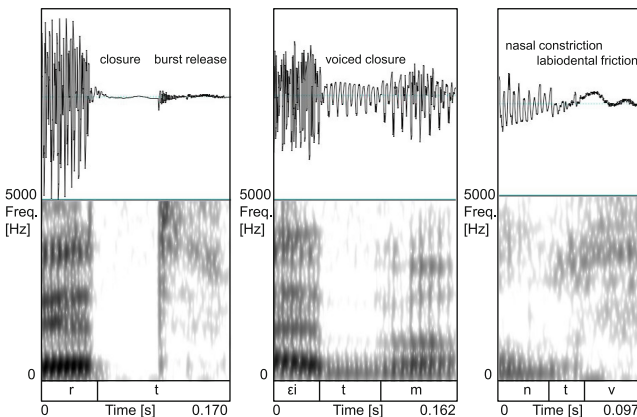 closure burst release
5000
Freq.
[Hz]
0
r t
0 Time [s] 0.170
voiced closure
5000
Freq.
[Hz]
0
εi t m
0 Time [s] 0.162
nasal constriction
labiodental friction
5000
Freq.
[Hz]
0
n t v
0 Time [s] 0.097